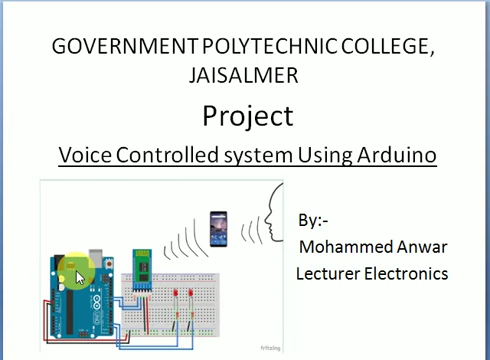 GOVERNMENT POLYTECHNIC COLLEGE,
JAISALMER
Project
Voice Controlled system Using Arduino
By:-
Mohammed Anwar
Lecturer Electronics
fritzing